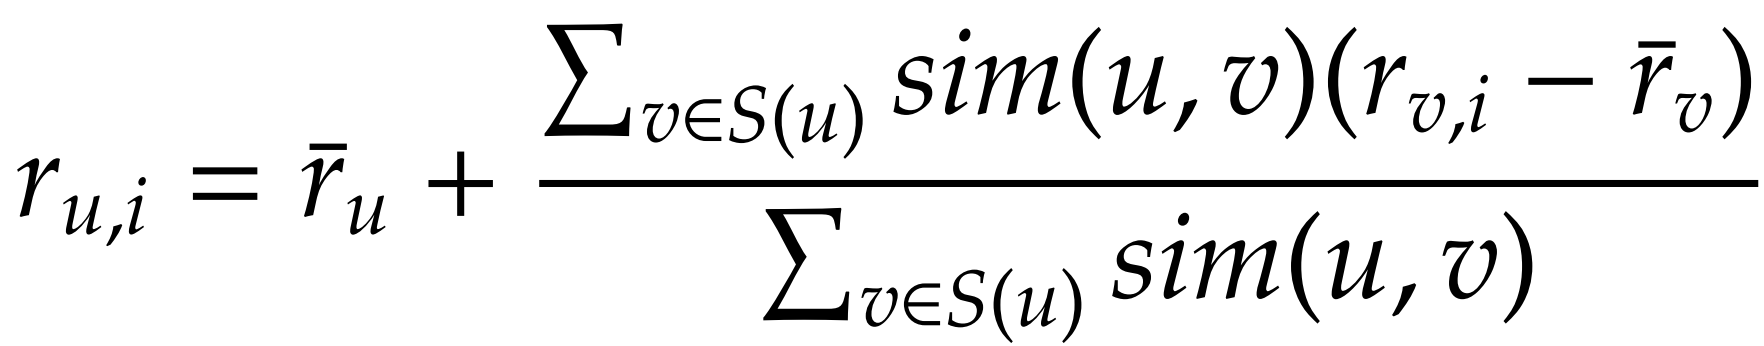 r_{u,i} = \bar{r}_u + \frac{\sum_{v \in S(u)} sim(u, v)(r_{v,i} - \bar{r}_v)}{\sum_{v \in S(u)} sim(u, v)}